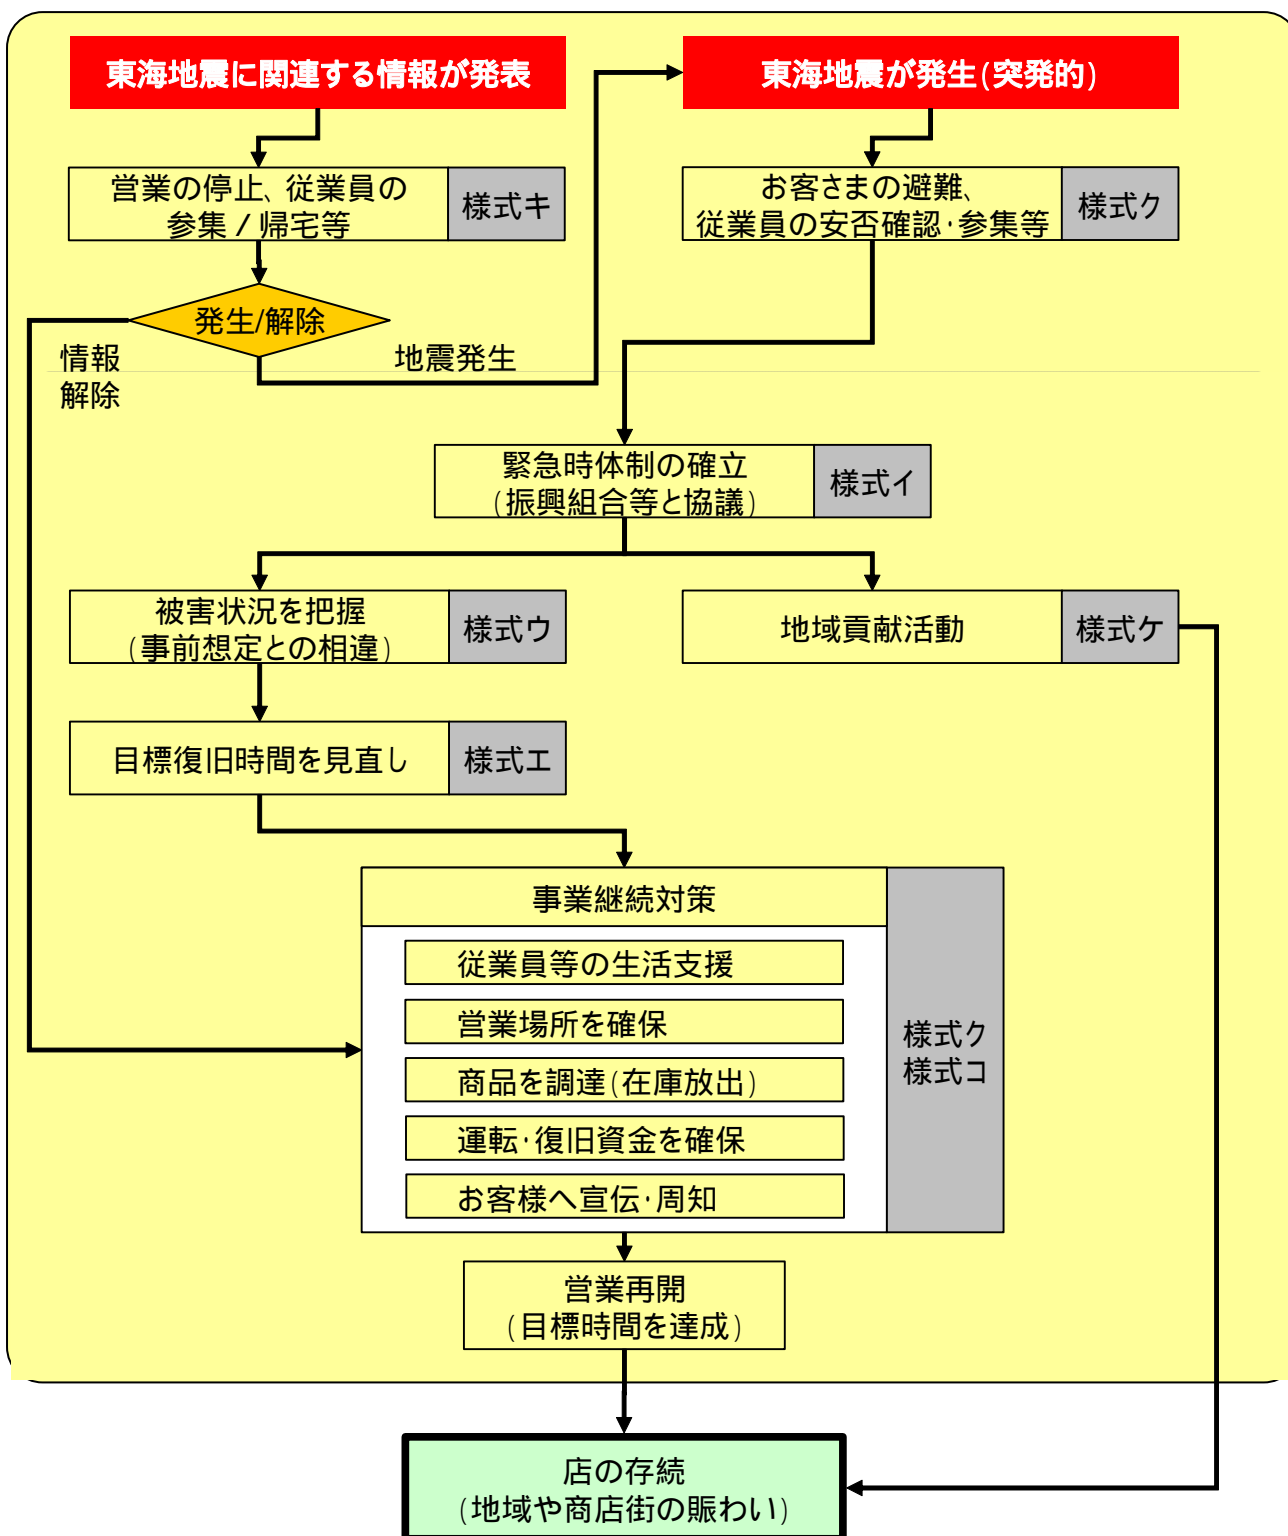 東海地震に関連する情報が発表
東海地震が発生(突発的)
営業の停止、従業員の
参集/帰宅等
様式キ
お客さまの避難、
従業員の安否確認・参集等
様式ク
発生/解除
情報
解除
地震発生
緊急時体制の確立
(振興組合等と協議)
様式イ
被害状況を把握
(事前想定との相違)
様式ウ
地域貢献活動
様式ケ
目標復旧時間を見直し
様式エ
事業継続対策
従業員等の生活支援
営業場所を確保
商品を調達(在庫放出)
運転・復旧資金を確保
お客様へ宣伝・周知
様式ク
様式コ
営業再開
(目標時間を達成)
店の存続
(地域や商店街の賑わい)